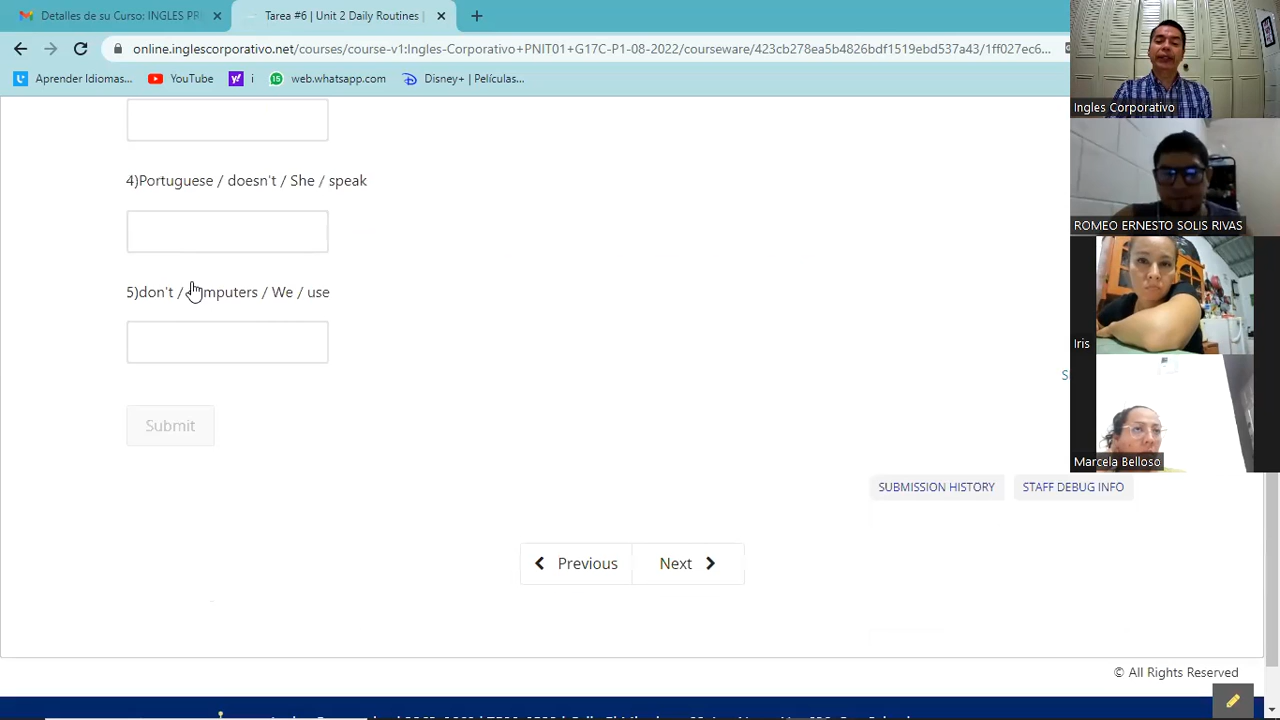 Detalles de su Curso: INGLES PR
Tarea #6 | Unit 2 Daily Routines |
online.inglescorporativo.net/courses/course-v1:Ingles-Corporativo+PNIT01+G17C-P1-08-2022/courseware/423cb278ea5b4826bdf1519ebd537a43/1ff027ec6...
Aprender Idiomas...
YouTube
i
web.whatsapp.com
Disney+ | Películas...
Ingles Corporativo
ROMEO ERNESTO SOLIS RIVAS
Iris
Marcela Belloso
4)Portuguese / doesn't / She / speak
5)don't / computers / We / use
Submit
SUBMISSION HISTORY
STAFF DEBUG INFO
Previous
Next
© All Rights Reserved